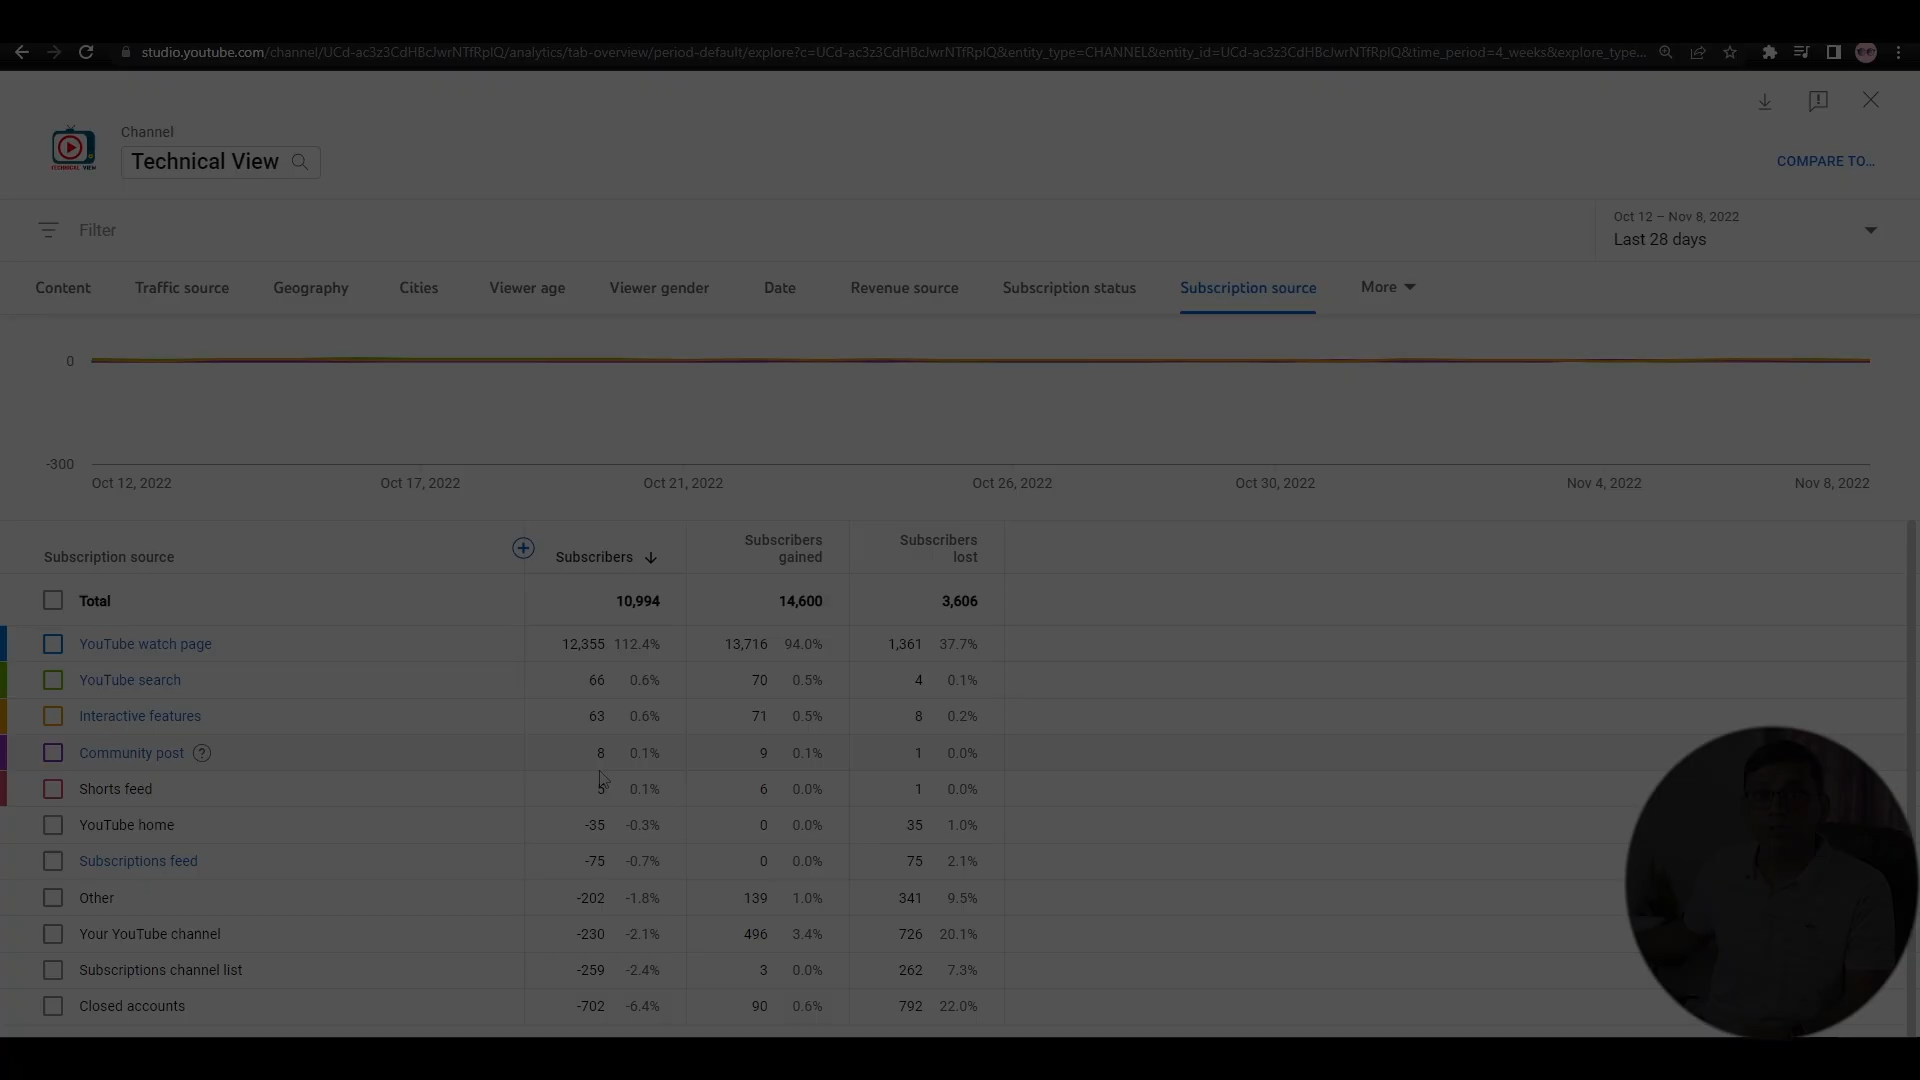 studio.youtube.com/channel/UCd-ac3z3CdHBcJwrNTfRpIQ/analytics/tab-overview/period-default/explore?c=UCd-ac3z3CdHBcJwrNTfRpIQ&entity_type=CHANNEL&entity_id=UCd-ac3z3CdHBcJwrNTfRpIQ&time_period=4_weeks&explore_type...
Channel
Technical View
TECHNICAL VIEW
COMPARE TO...
Filter
Oct 12 – Nov 8, 2022
Last 28 days
Content Traffic source Geography Cities Viewer age Viewer gender Date Revenue source Subscription status Subscription source More
0
-300
Oct 12, 2022 Oct 17, 2022 Oct 21, 2022 Oct 26, 2022 Oct 30, 2022 Nov 4, 2022 Nov 8, 2022
Subscription source Subscribers Subscribers gained Subscribers lost
Total 10,994 14,600 3,606
YouTube watch page 12,355 112.4% 13,716 94.0% 1,361 37.7%
YouTube search 66 0.6% 70 0.5% 4 0.1%
Interactive features 63 0.6% 71 0.5% 8 0.2%
Community post ? 8 0.1% 9 0.1% 1 0.0%
Shorts feed 5 0.1% 6 0.0% 1 0.0%
YouTube home -35 -0.3% 0 0.0% 35 1.0%
Subscriptions feed -75 -0.7% 0 0.0% 75 2.1%
Other -202 -1.8% 139 1.0% 341 9.5%
Your YouTube channel -230 -2.1% 496 3.4% 726 20.1%
Subscriptions channel list -259 -2.4% 3 0.0% 262 7.3%
Closed accounts -702 -6.4% 90 0.6% 792 22.0%